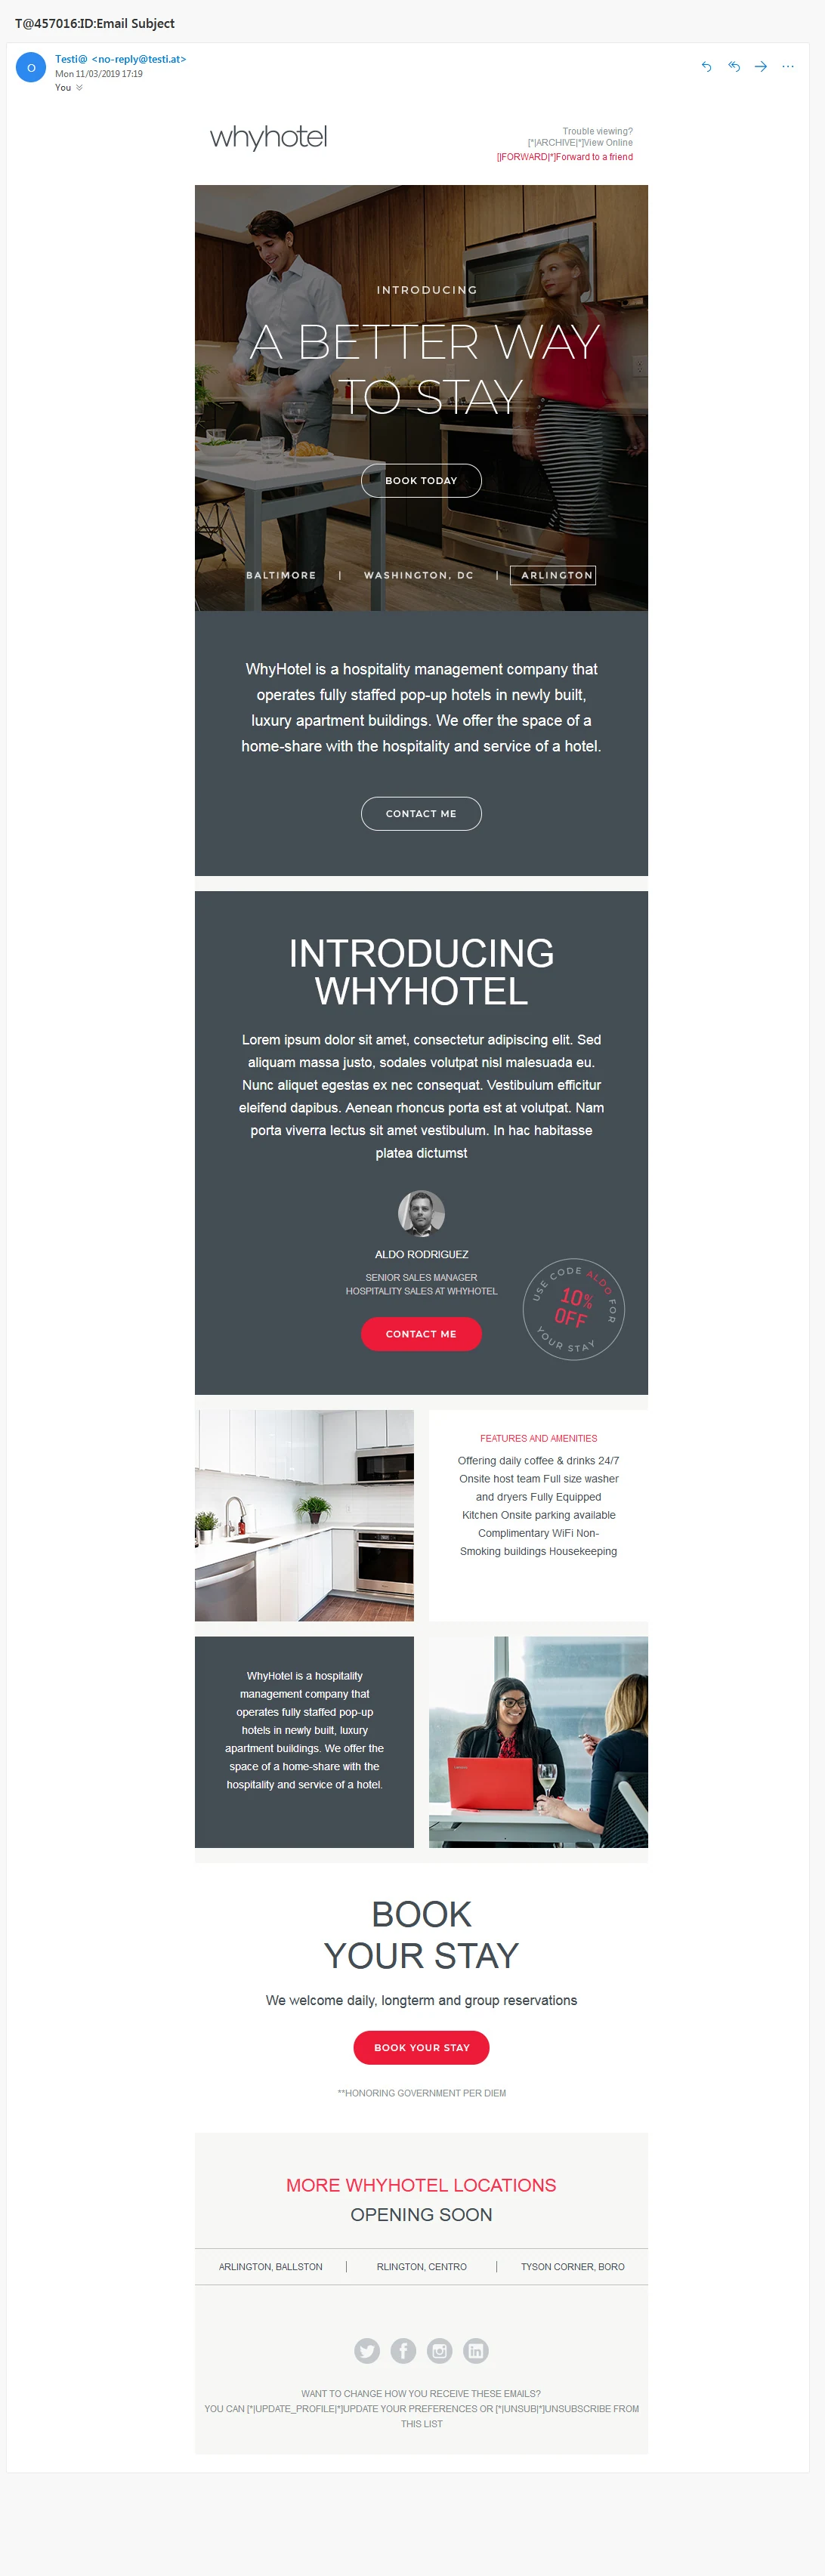 T@457016:ID:Email Subject
O
Testi@ <no-reply@testi.at>
Mon 11/03/2019 17:19
You
whyhotel
Trouble viewing?
[*|ARCHIVE|*]View Online
[|FORWARD|*]Forward to a friend
INTRODUCING
A BETTER WAY
TO STAY
BOOK TODAY
BALTIMORE | WASHINGTON, DC | ARLINGTON
WhyHotel is a hospitality management company that
operates fully staffed pop-up hotels in newly built,
luxury apartment buildings. We offer the space of a
home-share with the hospitality and service of a hotel.
CONTACT ME
INTRODUCING
WHYHOTEL
Lorem ipsum dolor sit amet, consectetur adipiscing elit. Sed
aliquam massa justo, sodales volutpat nisl malesuada eu.
Nunc aliquet egestas ex nec consequat. Vestibulum efficitur
eleifend dapibus. Aenean rhoncus porta est at volutpat. Nam
porta viverra lectus sit amet vestibulum. In hac habitasse
platea dictumst
ALDO RODRIGUEZ
SENIOR SALES MANAGER
HOSPITALITY SALES AT WHYHOTEL
CONTACT ME
USE CODE ALDO FOR
10%
OFF
YOUR STAY
FEATURES AND AMENITIES
Offering daily coffee & drinks 24/7
Onsite host team Full size washer
and dryers Fully Equipped
Kitchen Onsite parking available
Complimentary WiFi Non-
Smoking buildings Housekeeping
WhyHotel is a hospitality
management company that
operates fully staffed pop-up
hotels in newly built, luxury
apartment buildings. We offer the
space of a home-share with the
hospitality and service of a hotel.
BOOK
YOUR STAY
We welcome daily, longterm and group reservations
BOOK YOUR STAY
**HONORING GOVERNMENT PER DIEM
MORE WHYHOTEL LOCATIONS
OPENING SOON
ARLINGTON, BALLSTON | RLINGTON, CENTRO | TYSON CORNER, BORO
WANT TO CHANGE HOW YOU RECEIVE THESE EMAILS?
YOU CAN [*|UPDATE_PROFILE|*]UPDATE YOUR PREFERENCES OR [*|UNSUB|*]UNSUBSCRIBE FROM
THIS LIST